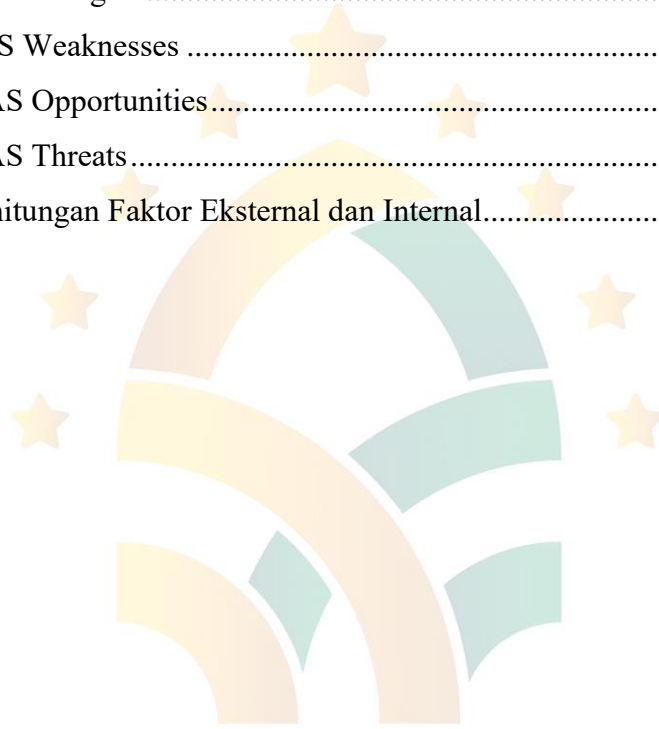 S Weaknesses ...........................................................
AS Opportunities........................................................
AS Threats..................................................................
hitungan Faktor Eksternal dan Internal......................